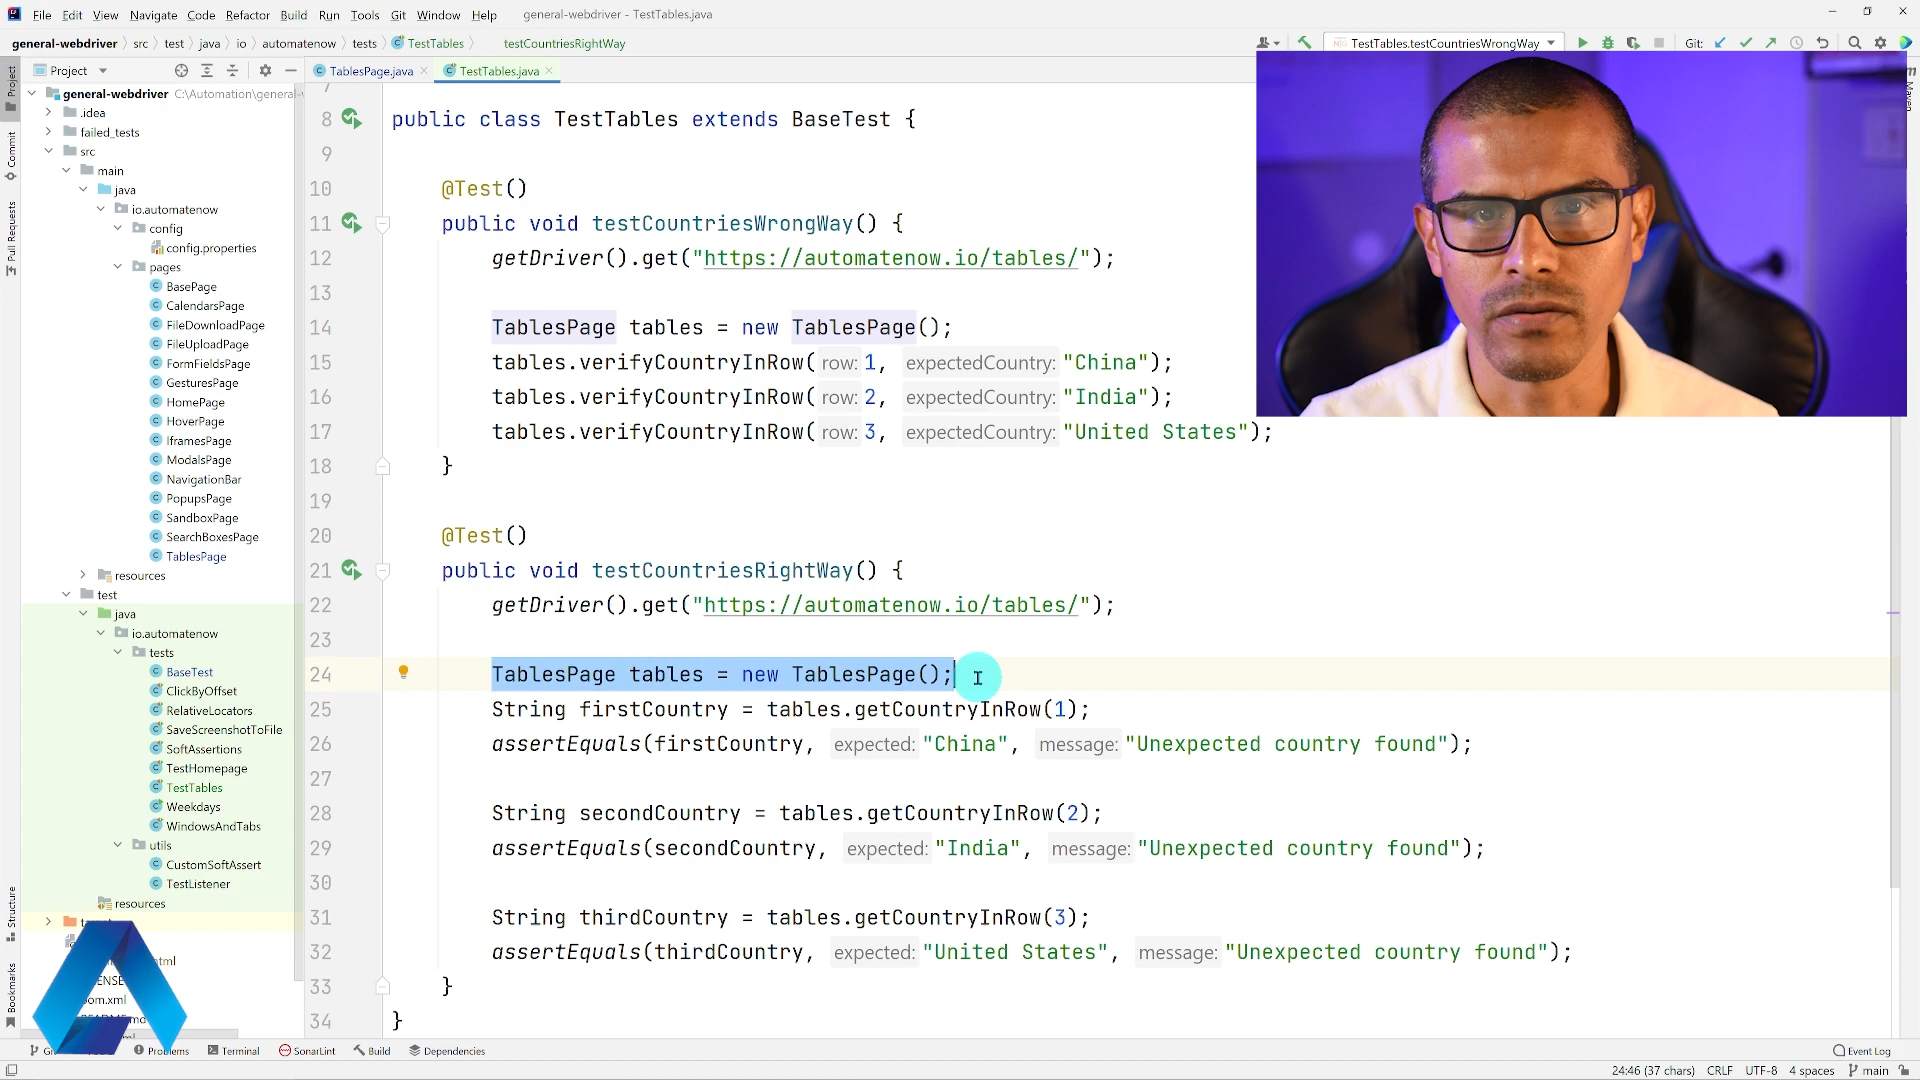 File Edit View Navigate Code Refactor Build Run Tools Git Window Help general-webdriver - TestTables.java
general-webdriver src test java io automatenow tests TestTables testCountriesRightWay
TestTables.testCountriesWrongWay Git:
Project
TablesPage.java TestTables.java
Project
Commit
Pull Requests
Structure
Bookmarks
Maven
general-webdriver C:\Automation\general-
.idea
failed_tests
src
main
java
io.automatenow
config
config.properties
pages
BasePage
CalendarsPage
FileDownloadPage
FileUploadPage
FormFieldsPage
GesturesPage
HomePage
HoverPage
IframesPage
ModalsPage
NavigationBar
PopupsPage
SandboxPage
SearchBoxesPage
TablesPage
resources
test
java
io.automatenow
tests
BaseTest
ClickByOffset
RelativeLocators
SaveScreenshotToFile
SoftAssertions
TestHomepage
TestTables
Weekdays
WindowsAndTabs
utils
CustomSoftAssert
TestListener
resources
7
8 public class TestTables extends BaseTest {
9
10 @Test()
11 public void testCountriesWrongWay() {
12 getDriver().get("https://automatenow.io/tables/");
13
14 TablesPage tables = new TablesPage();
15 tables.verifyCountryInRow( row: 1, expectedCountry: "China");
16 tables.verifyCountryInRow( row: 2, expectedCountry: "India");
17 tables.verifyCountryInRow( row: 3, expectedCountry: "United States");
18 }
19
20 @Test()
21 public void testCountriesRightWay() {
22 getDriver().get("https://automatenow.io/tables/");
23
24 TablesPage tables = new TablesPage();
25 String firstCountry = tables.getCountryInRow(1);
26 assertEquals(firstCountry, expected: "China", message: "Unexpected country found");
27
28 String secondCountry = tables.getCountryInRow(2);
29 assertEquals(secondCountry, expected: "India", message: "Unexpected country found");
30
31 String thirdCountry = tables.getCountryInRow(3);
32 assertEquals(thirdCountry, expected: "United States", message: "Unexpected country found");
33 }
34 }
Problems Terminal SonarLint Build Dependencies Event Log
24:46 (37 chars) CRLF UTF-8 4 spaces main